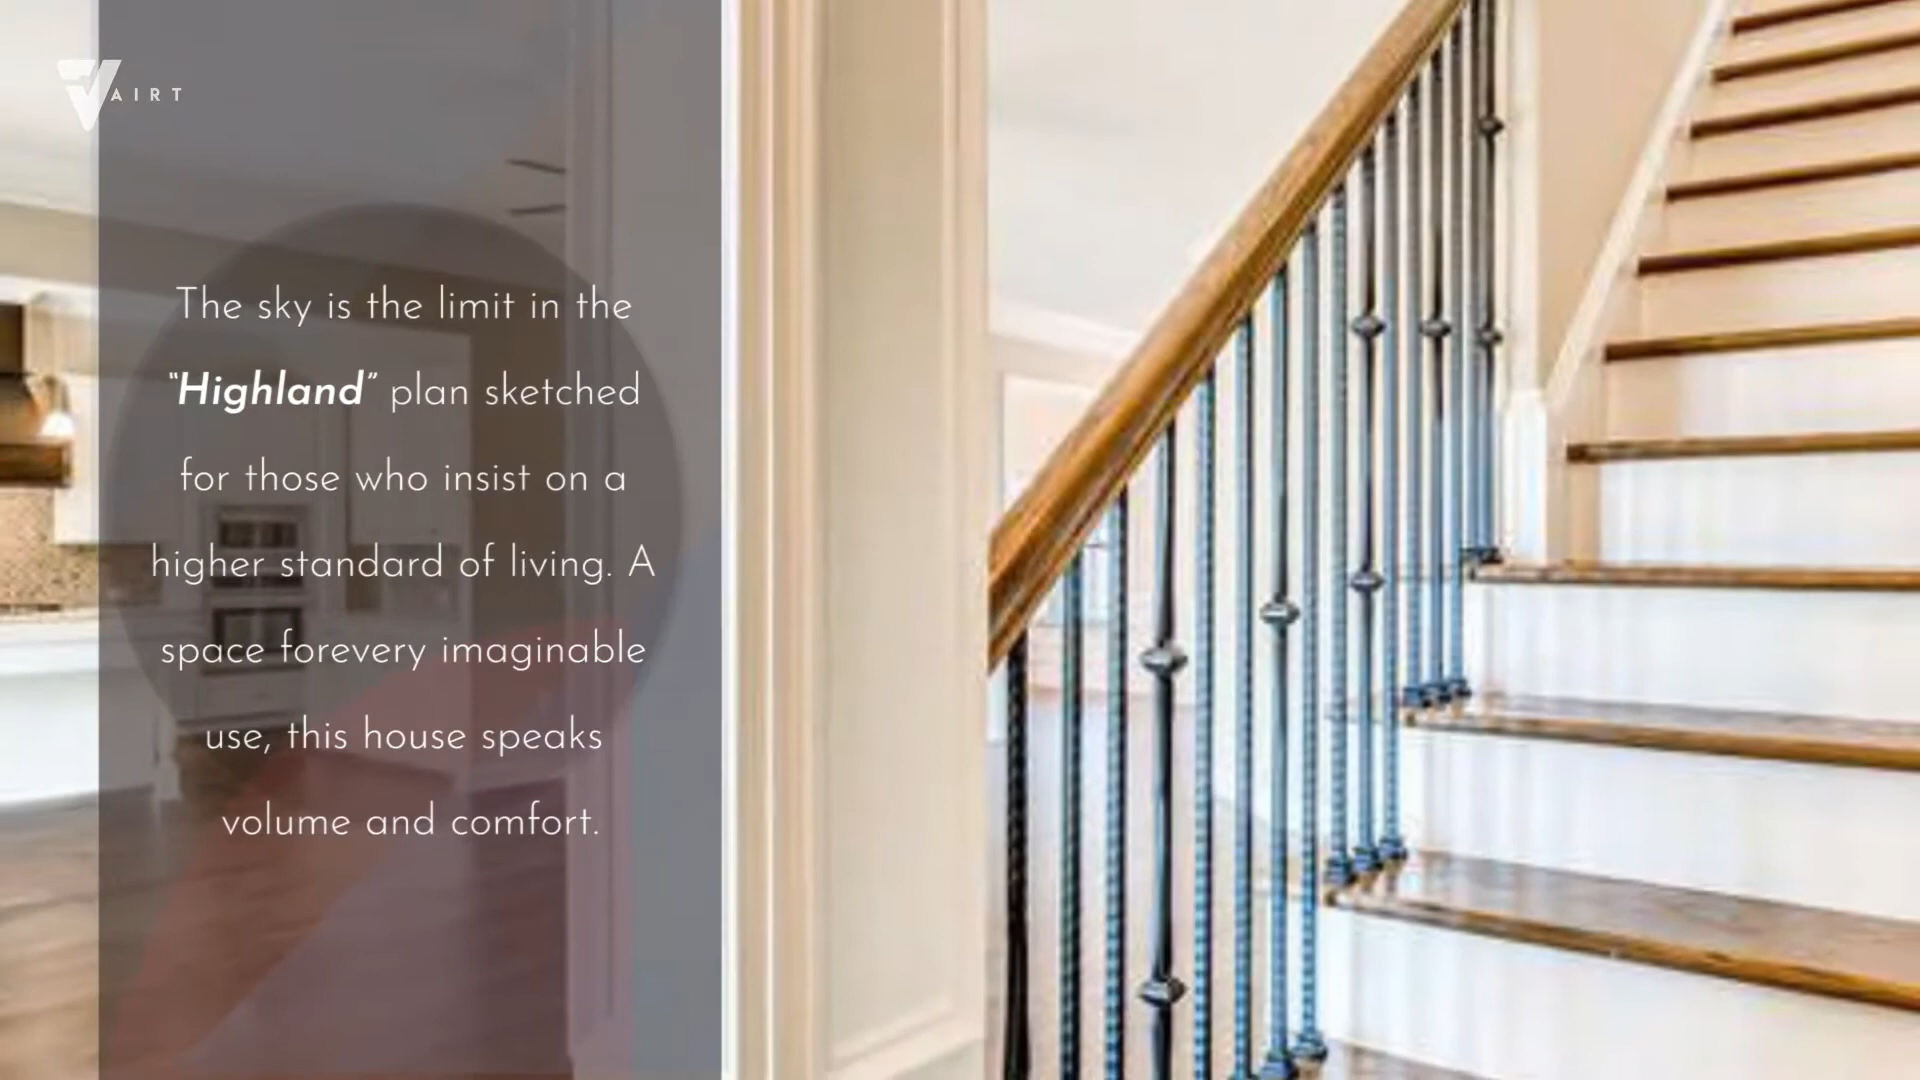 VAIRT
The sky is the limit in the
“Highland” plan sketched
for those who insist on a
higher standard of living. A
space forevery imaginable
use, this house speaks
volume and comfort.